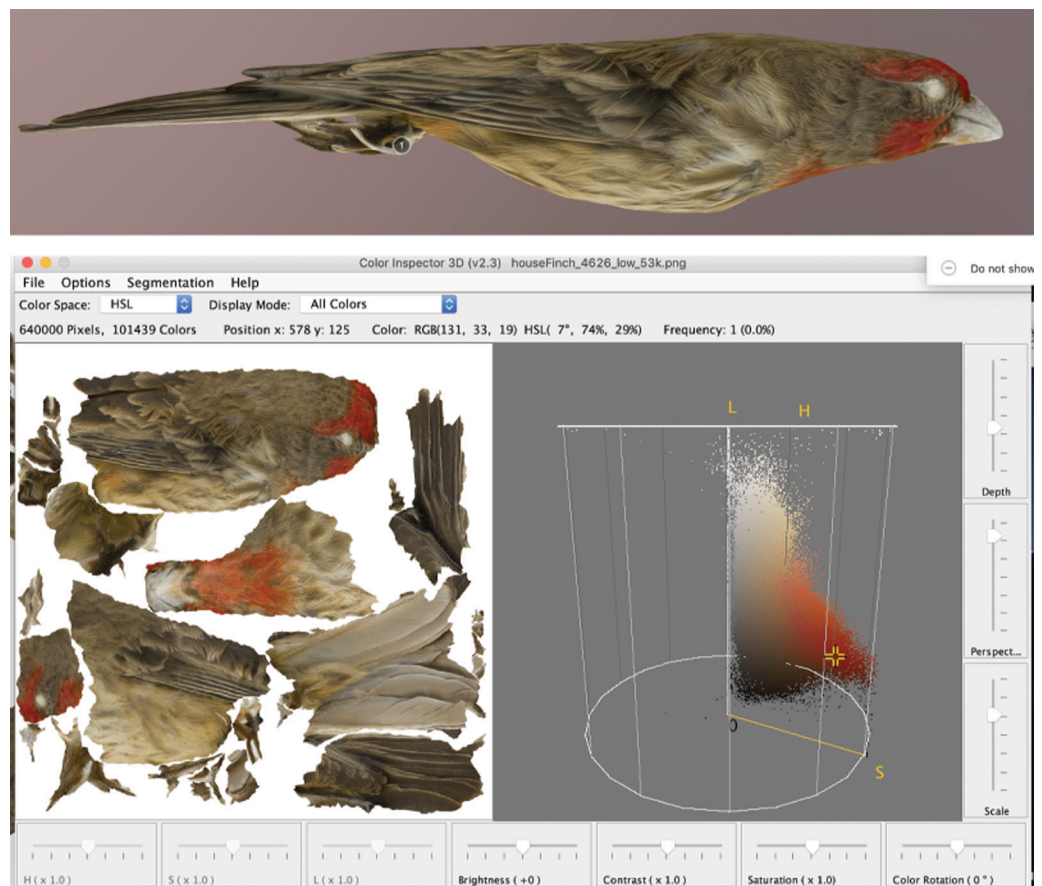 1
Color Inspector 3D (v2.3) houseFinch_4626_low_53k.png
Do not show
File Options Segmentation Help
Color Space: HSL Display Mode: All Colors
640000 Pixels, 101439 Colors Position x: 578 y: 125 Color: RGB(131, 33, 19) HSL( 7°, 74%, 29%) Frequency: 1 (0.0%)
L H
Depth
Perspect...
0
S
Scale
H ( x 1.0 ) S ( x 1.0 ) L ( x 1.0 ) Brightness ( +0 ) Contrast ( x 1.0 ) Saturation ( x 1.0) Color Rotation ( 0 ° )